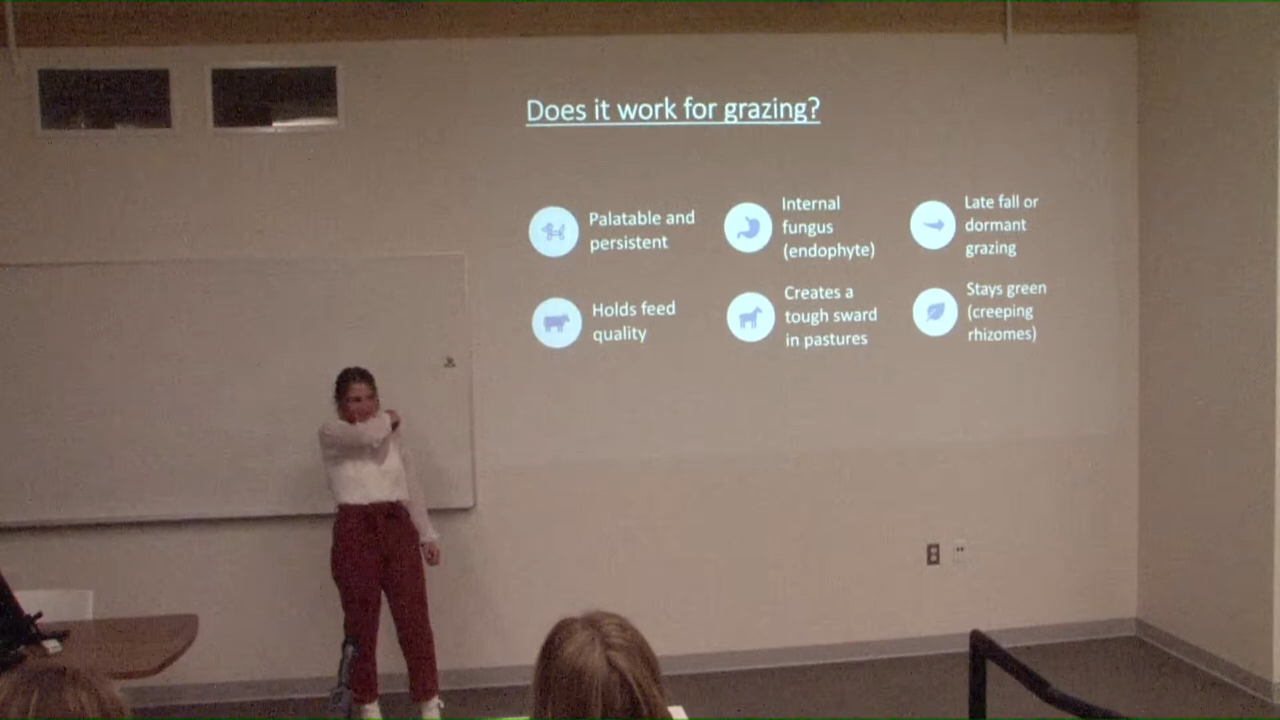 Does it work for grazing?
Palatable and
persistent
Internal
fungus
(endophyte)
Late fall or
dormant
grazing
Holds feed
quality
Creates a
tough sward
in pastures
Stays green
(creeping
rhizomes)